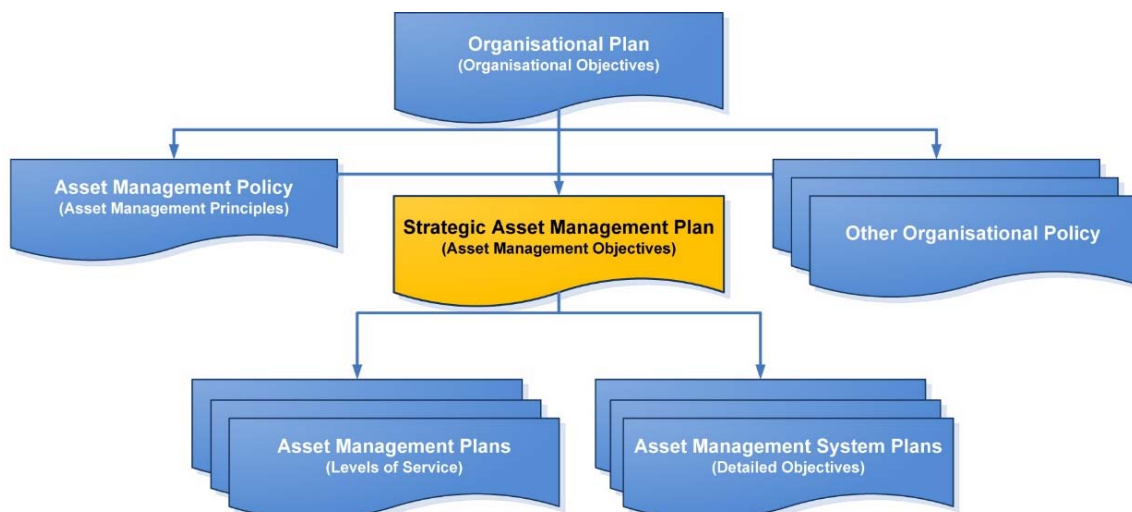 Organisational Plan
(Organisational Objectives)
Asset Management Policy
(Asset Management Principles)
Strategic Asset Management Plan
(Asset Management Objectives)
Other Organisational Policy
Asset Management Plans
(Levels of Service)
Asset Management System Plans
(Detailed Objectives)